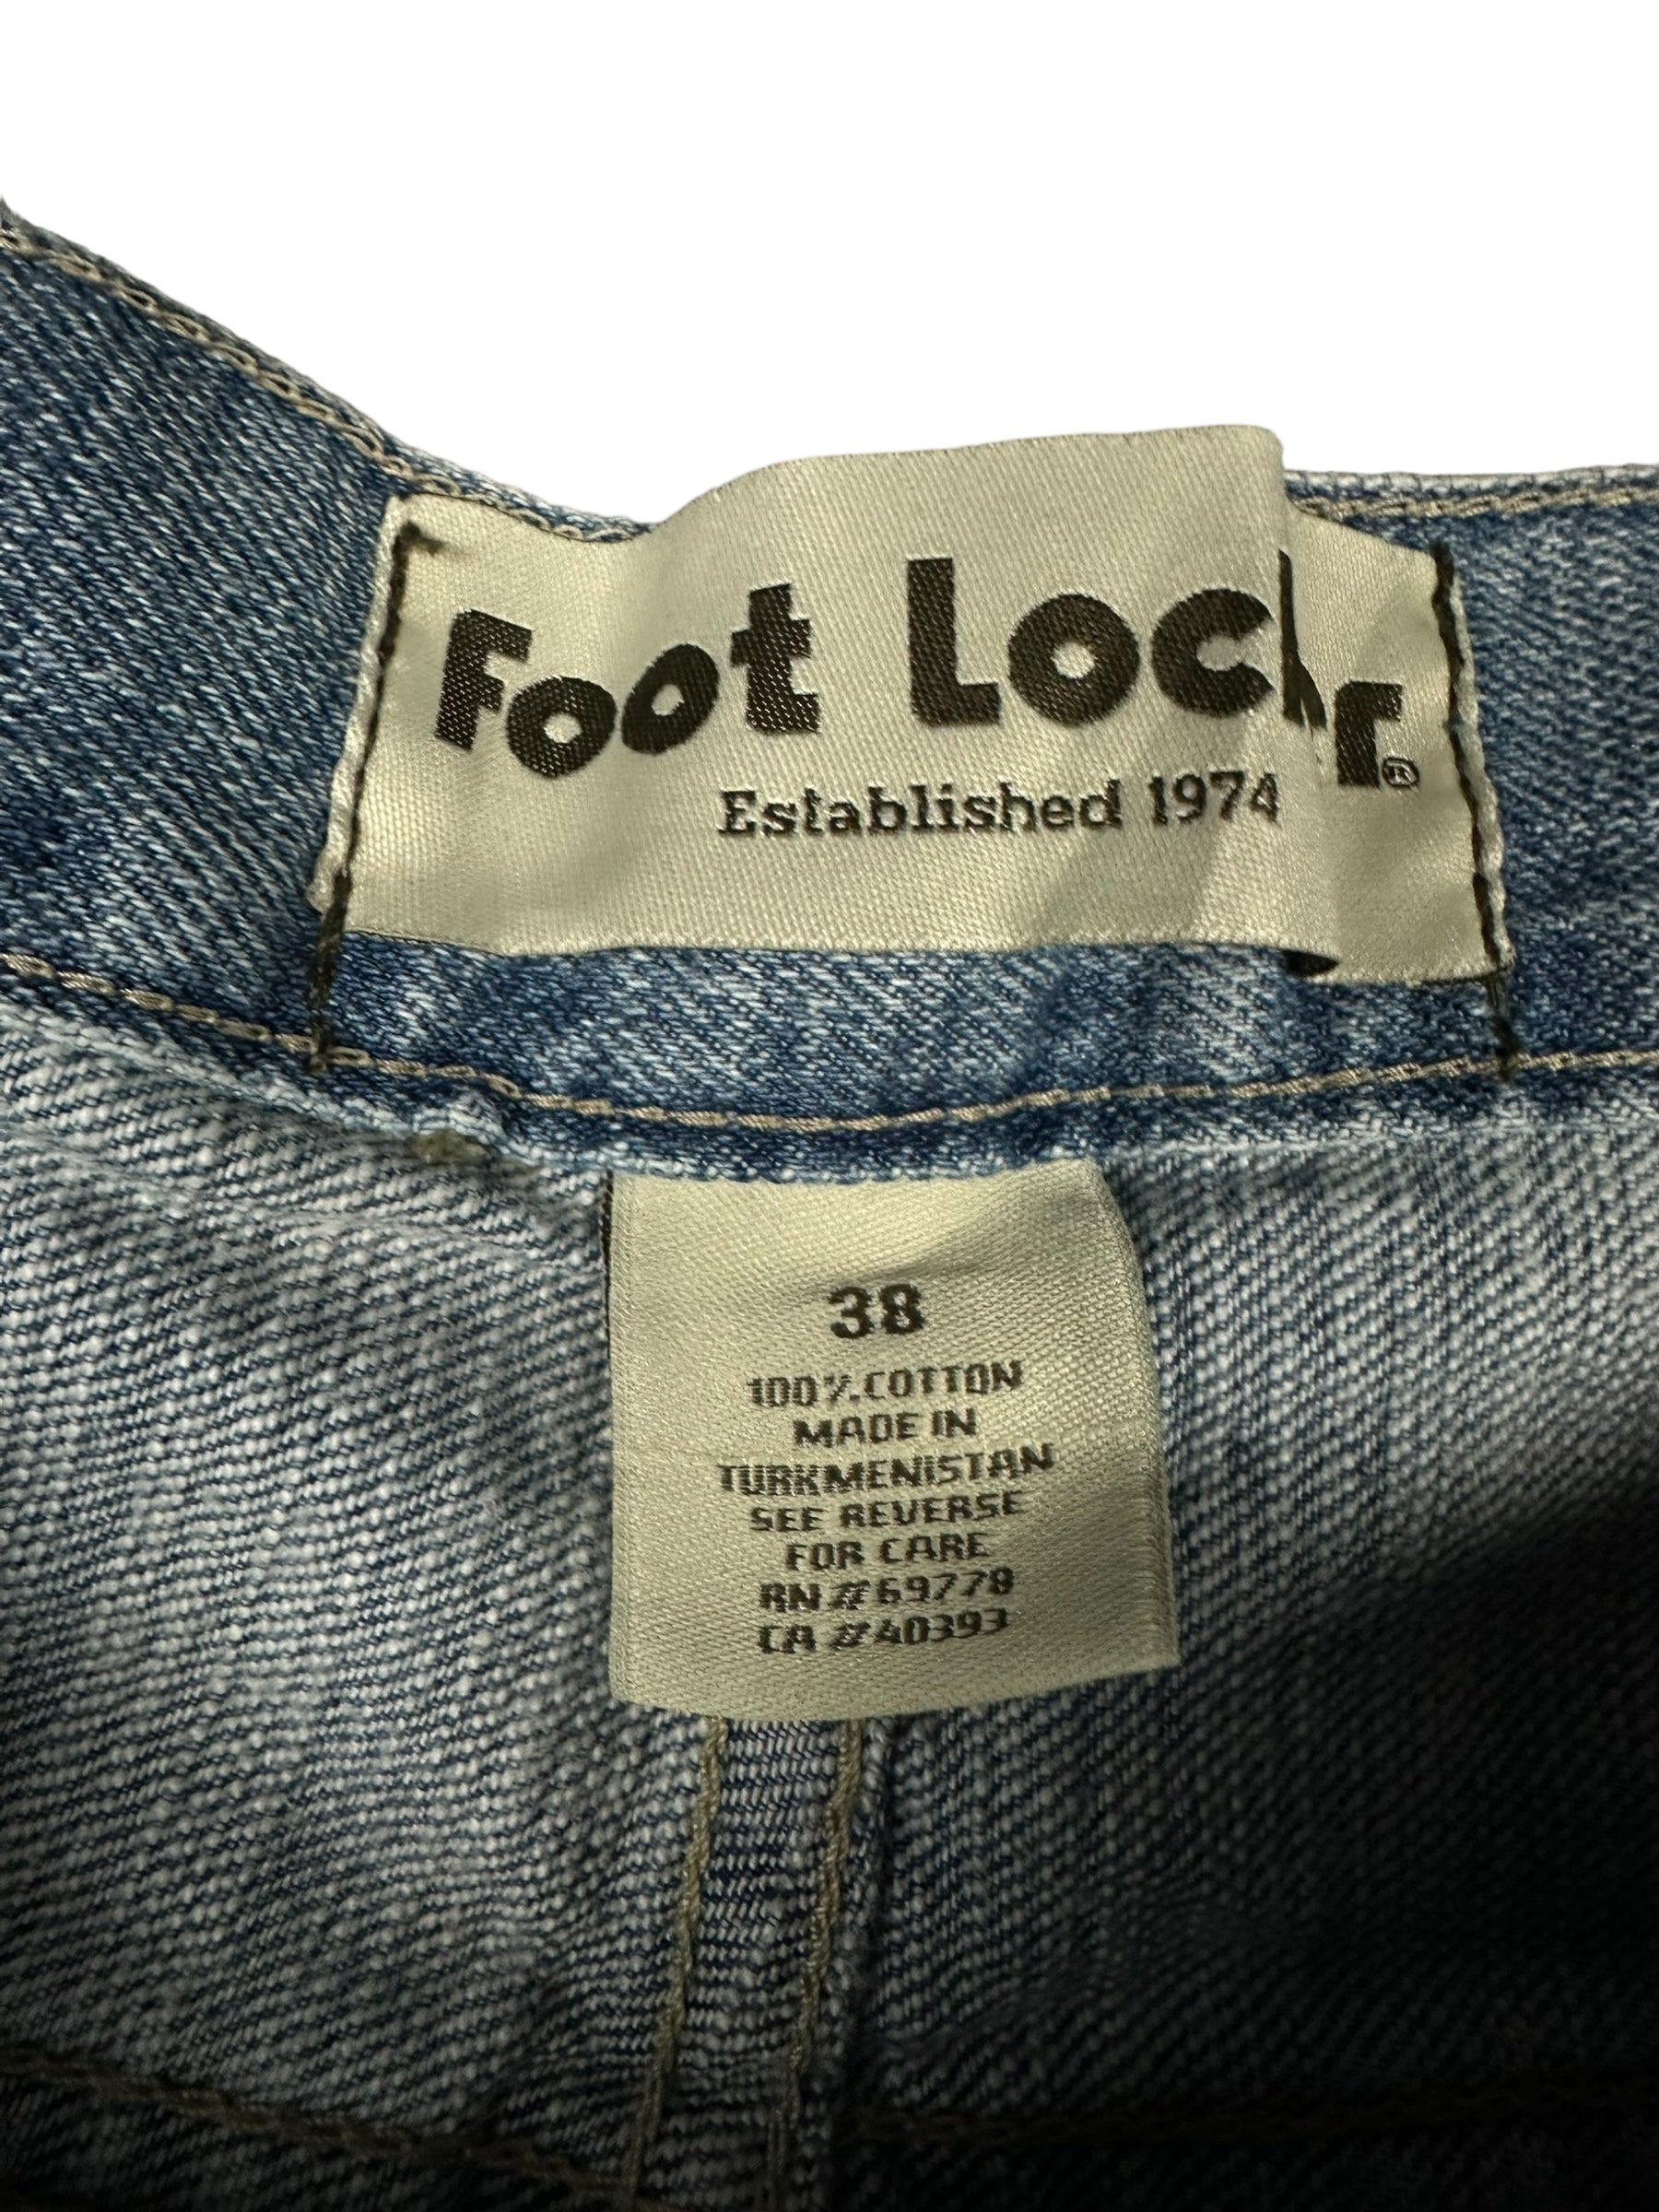 Foot Locker®
Established 1974
38
100% COTTON
MADE IN
TURKMENISTAN
SEE REVERSE
FOR CARE
RN # 69778
CA # 40393